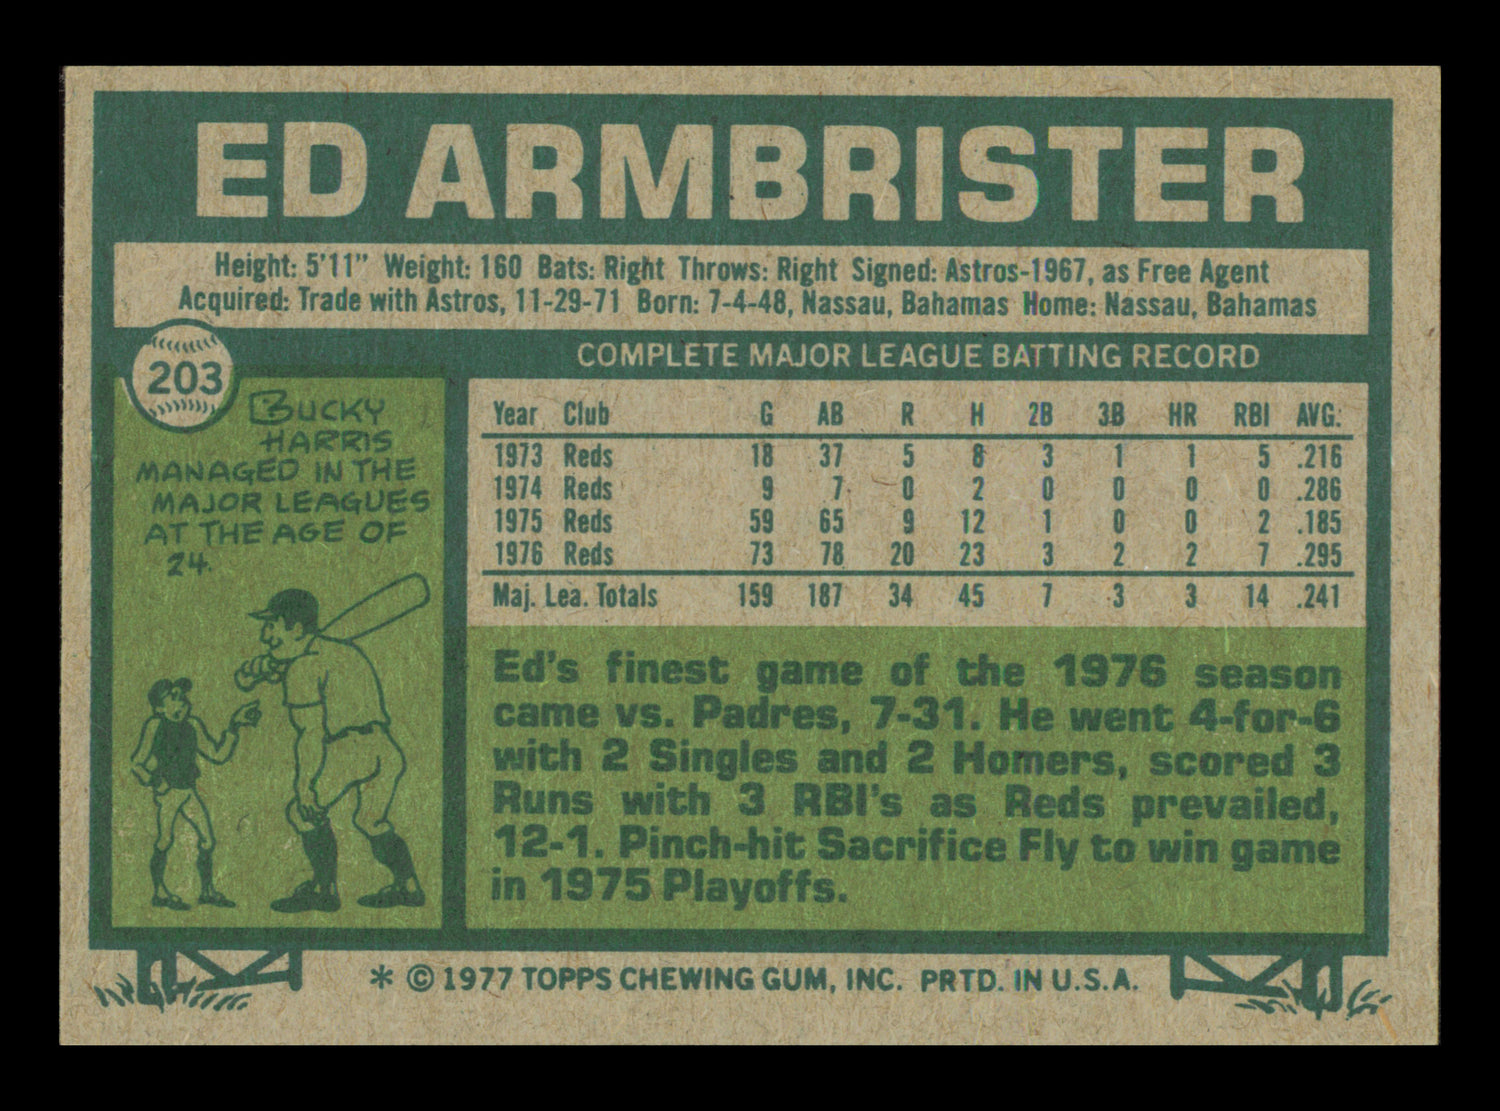 ED ARMBRISTER
Height: 5'11" Weight: 160 Bats: Right Throws: Right Signed: Astros-1967, as Free Agent
Acquired: Trade with Astros, 11-29-71 Born: 7-4-48, Nassau, Bahamas Home: Nassau, Bahamas
203
BUCKY
HARRIS
MANAGED IN THE
MAJOR LEAGUES
AT THE AGE OF
24.
COMPLETE MAJOR LEAGUE BATTING RECORD
Year Club G AB R H 2B 3B HR RBI AVG.
1973 Reds 18 37 5 8 3 1 1 5 .216
1974 Reds 9 7 0 2 0 0 0 0 .286
1975 Reds 59 65 9 12 1 0 0 2 .185
1976 Reds 73 78 20 23 3 2 2 7 .295
Maj. Lea. Totals 159 187 34 45 7 3 3 14 .241
Ed's finest game of the 1976 season
came vs. Padres, 7-31. He went 4-for-6
with 2 Singles and 2 Homers, scored 3
Runs with 3 RBI's as Reds prevailed,
12-1. Pinch-hit Sacrifice Fly to win game
in 1975 Playoffs.
* © 1977 TOPPS CHEWING GUM, INC. PRTD. IN U.S.A.